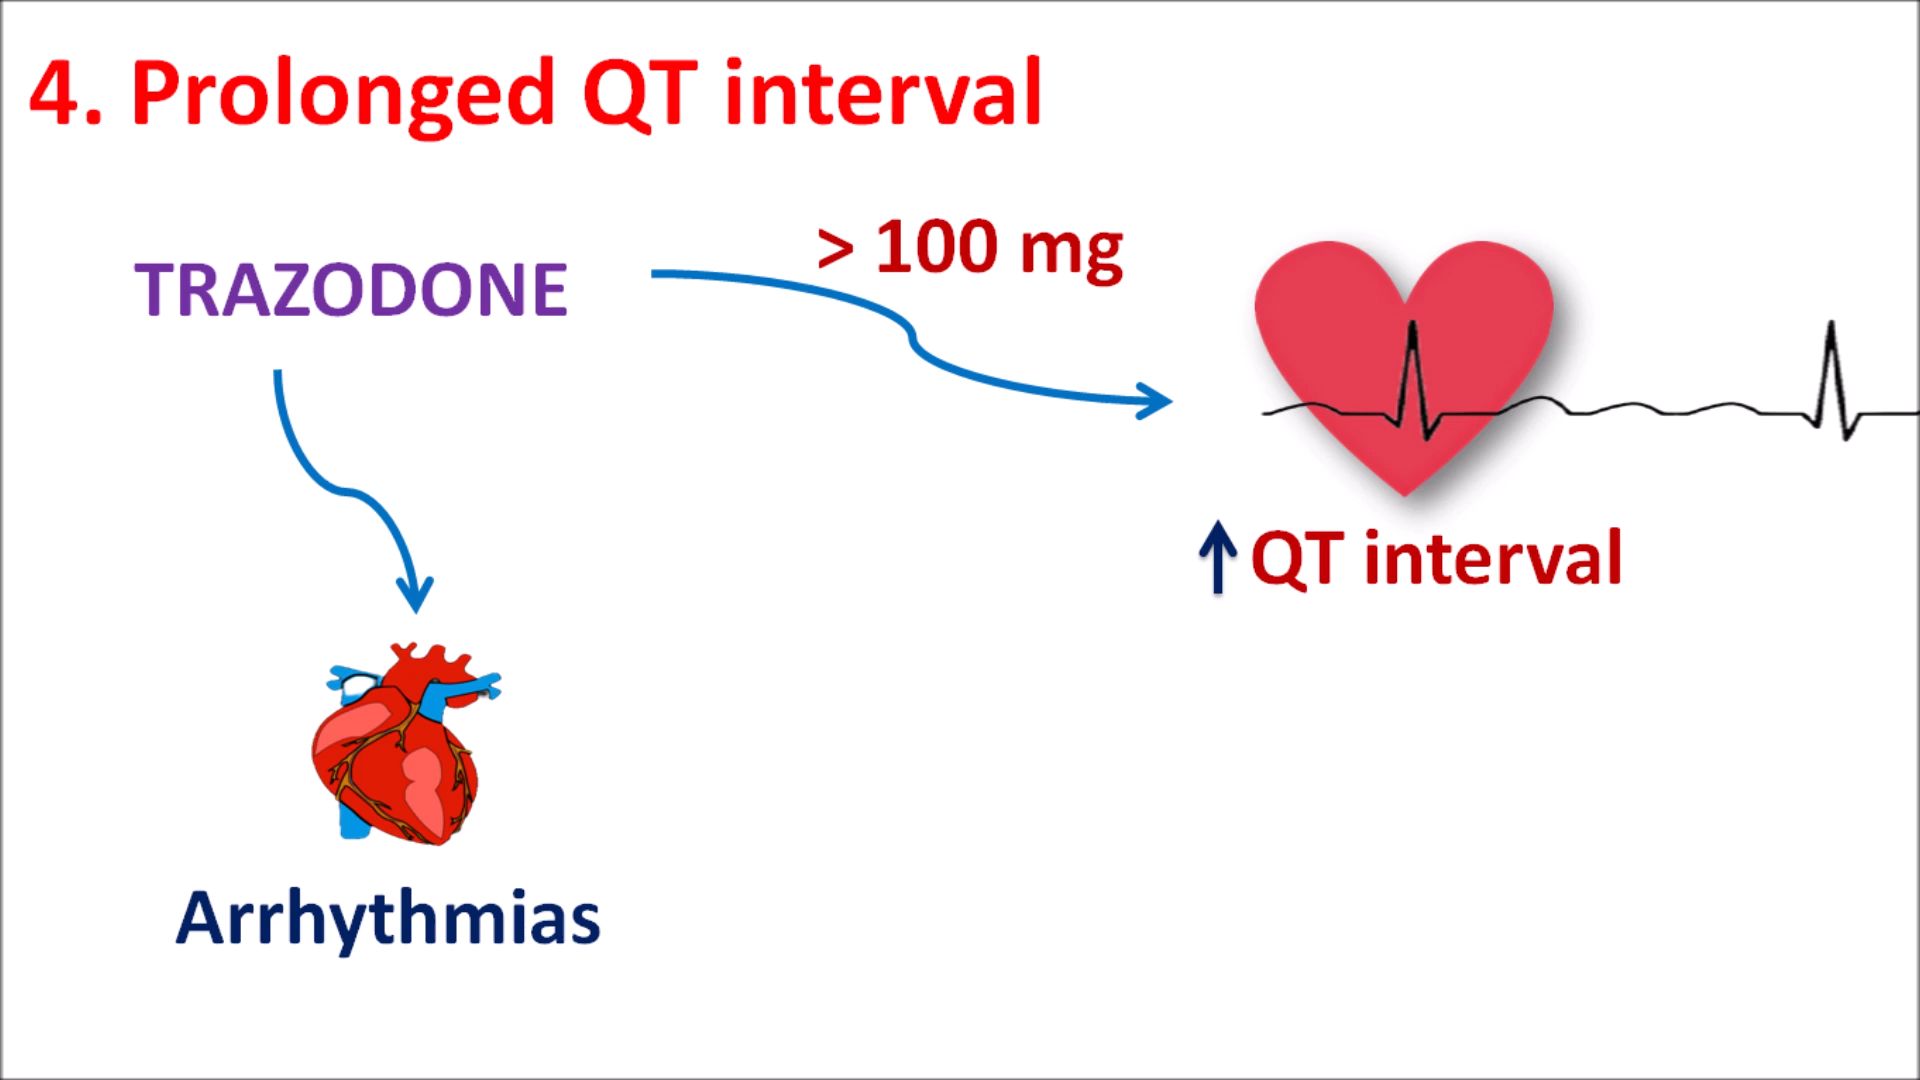 4. Prolonged QT interval
> 100 mg
TRAZODONE
QT interval
Arrhythmias